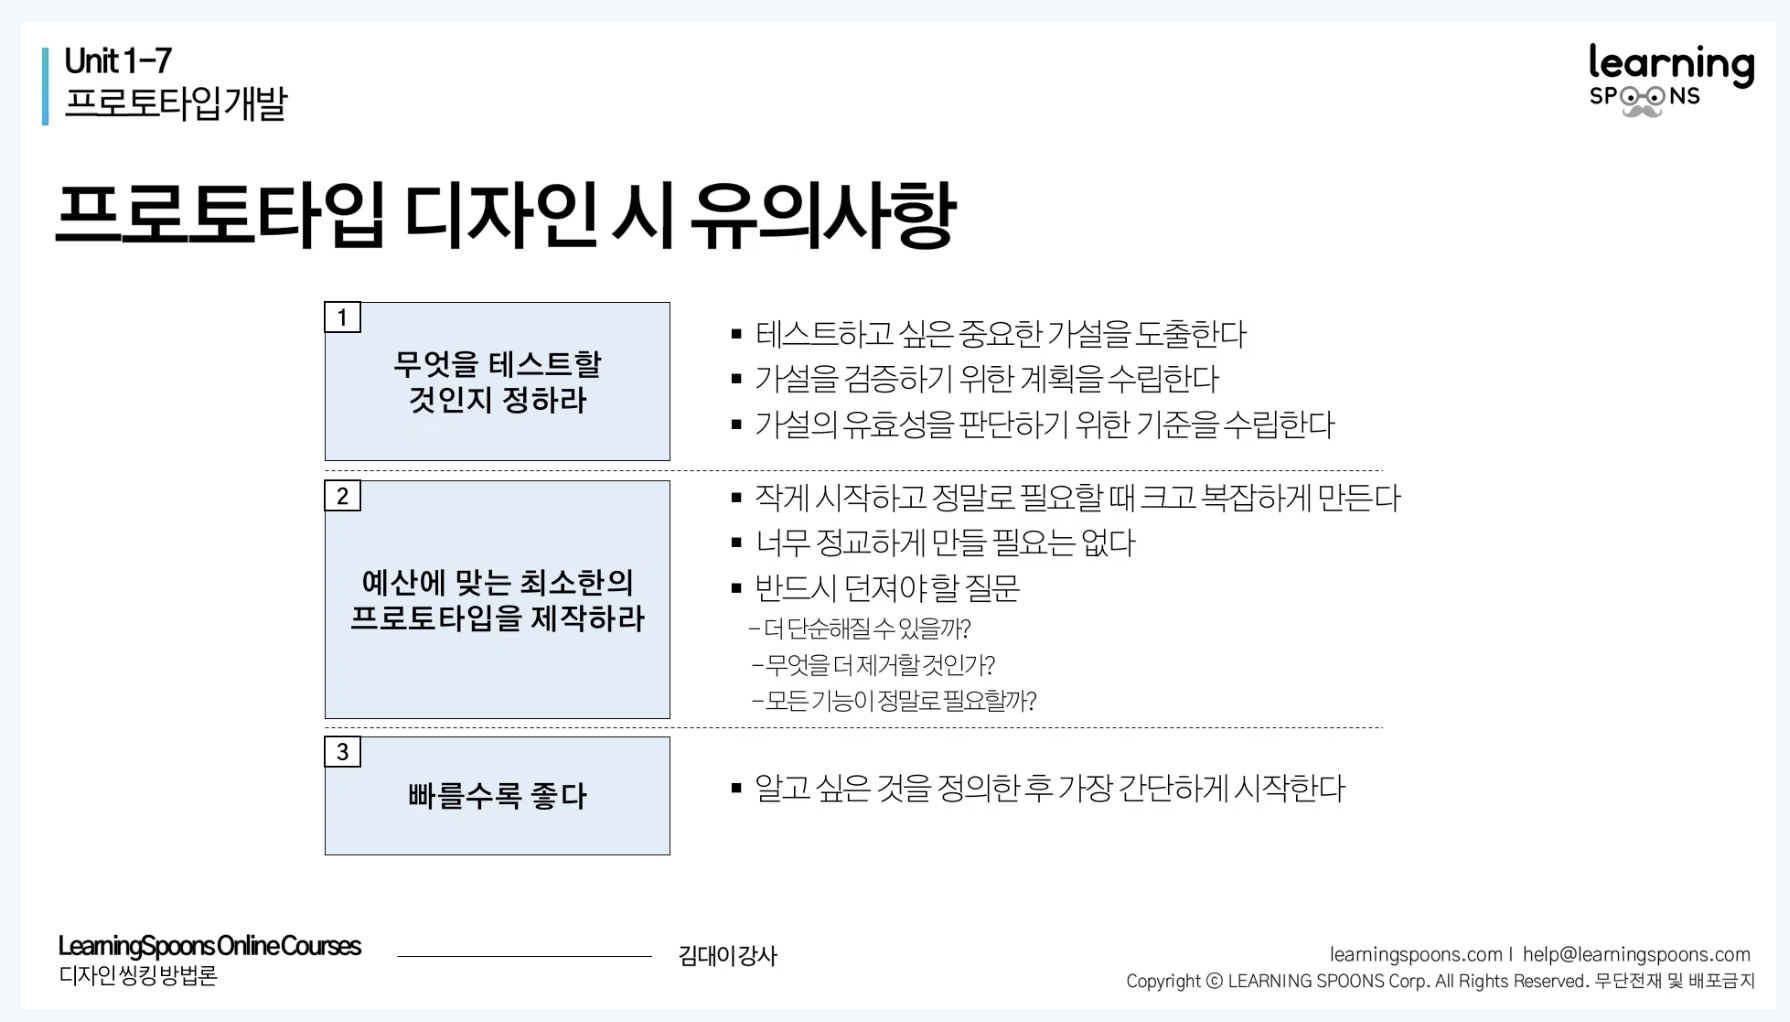 Unit 1-7
프로토타입 개발
learning
SPOONS
프로토타입 디자인 시 유의사항
1
무엇을 테스트할
것인지 정하라
▪ 테스트하고 싶은 중요한 가설을 도출한다
▪ 가설을 검증하기 위한 계획을 수립한다
▪ 가설의 유효성을 판단하기 위한 기준을 수립한다
2
예산에 맞는 최소한의
프로토타입을 제작하라
▪ 작게 시작하고 정말로 필요할 때 크고 복잡하게 만든다
▪ 너무 정교하게 만들 필요는 없다
▪ 반드시 던져야 할 질문
– 더 단순해질 수 있을까?
– 무엇을 더 제거할 것인가?
– 모든 기능이 정말로 필요할까?
3
빠를수록 좋다
▪ 알고 싶은 것을 정의한 후 가장 간단하게 시작한다
LearningSpoons Online Courses
디자인 씽킹 방법론
김대이 강사
learningspoons.com I help@learningspoons.com
Copyright ⓒ LEARNING SPOONS Corp. All Rights Reserved. 무단전재 및 배포금지